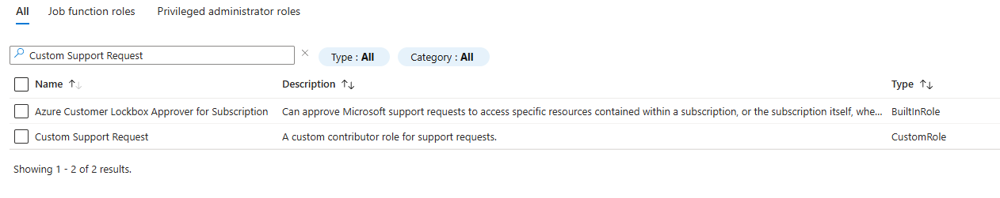 All Job function roles Privileged administrator roles
Custom Support Request Type : All Category : All
Name Description Type
Azure Customer Lockbox Approver for Subscription Can approve Microsoft support requests to access specific resources contained within a subscription, or the subscription itself, whe... BuiltInRole
Custom Support Request A custom contributor role for support requests. CustomRole
Showing 1 - 2 of 2 results.